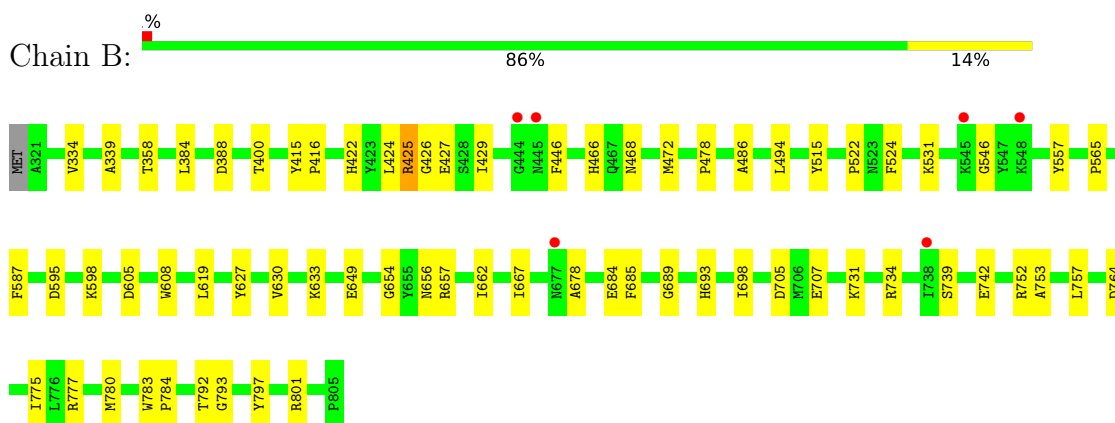 .%
Chain B:
86% 14%
MET A321 V334 A339 T358 L384 D388 T400 Y415 P416 H422 Y423 L424 R425 G426 E427 S428 I429 G444 N445 F446 H466 Q467 N468 M472 P478 A486 L494 Y515 P522 N523 F524 K531 K545 G546 Y547 K548 Y557 P565
F587 D595 K598 D605 W608 L619 Y627 V630 K633 E649 G654 Y655 N656 R657 I662 I667 N677 A678 E684 F685 G689 H693 I698 D705 M706 E707 K731 R734 I738 S739 E742 R752 A753 L757
I775 L776 R777 M780 W783 P784 T792 G793 Y797 R801 P805